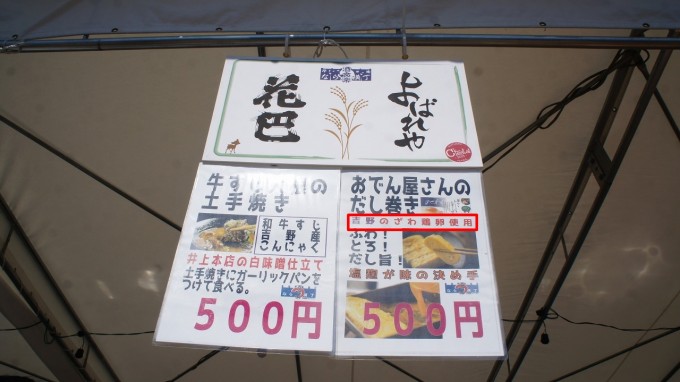 花巴
よばれや
牛すじ
の
土手焼き
和牛すじ
吉野産
こんにゃく
井上本店の白味噌仕立て
土手焼きにガーリックパンを
つけて食べる。
500円
おでん屋さんの
だし巻き
吉野のざわ鶏卵使用
ふわ！
とろ！
だし旨！
塩麹が味の決め手
500円